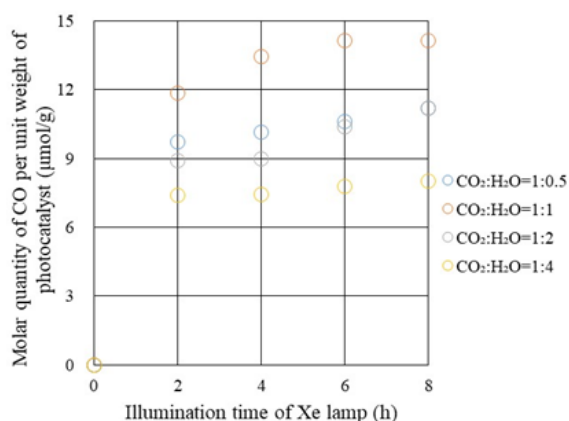 Molar quantity of CO per unit weight of
photocatalyst (μmol/g)
15
12
9
6
3
0
0 2 4 6 8
Illumination time of Xe lamp (h)
CO₂:H₂O=1:0.5
CO₂:H₂O=1:1
CO₂:H₂O=1:2
CO₂:H₂O=1:4